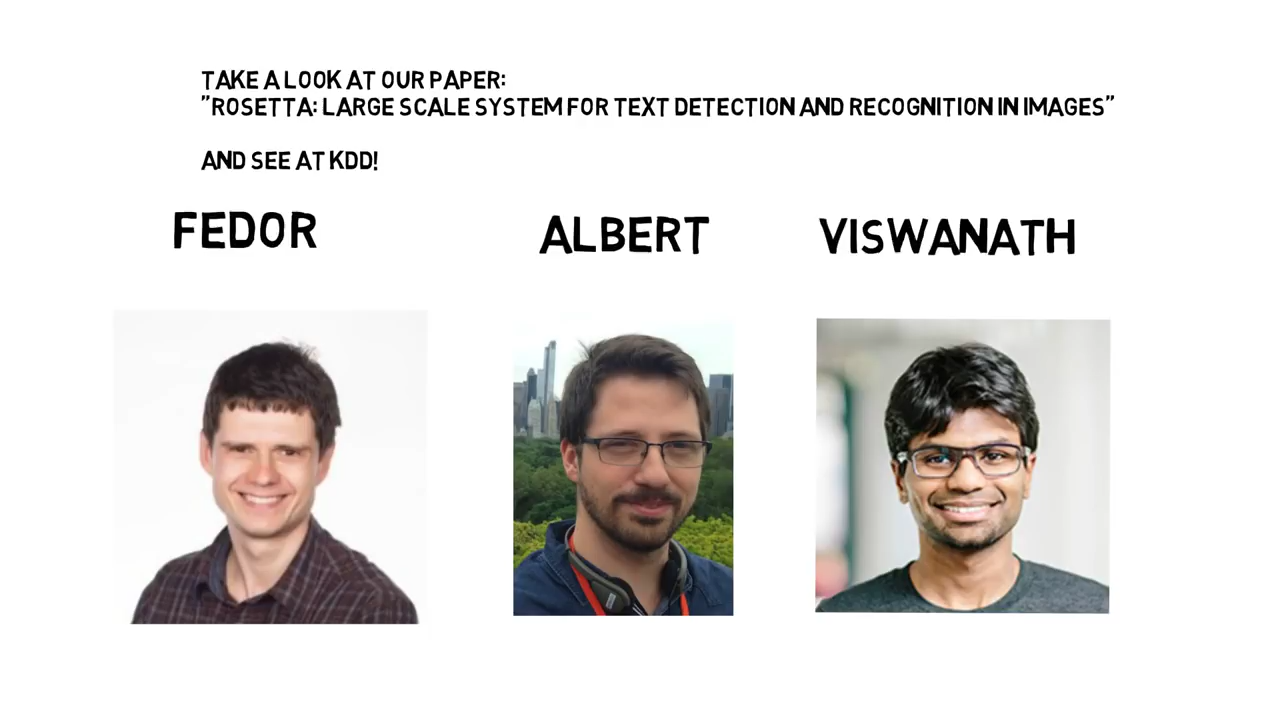 TAKE A LOOK AT OUR PAPER:
"ROSETTA: LARGE SCALE SYSTEM FOR TEXT DETECTION AND RECOGNITION IN IMAGES"
AND SEE AT KDD!
FEDOR ALBERT VISWANATH